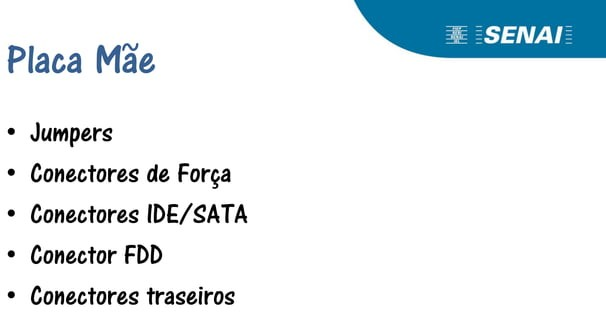 SENAI
Placa Mãe
• Jumpers
• Conectores de Força
• Conectores IDE/SATA
• Conector FDD
• Conectores traseiros